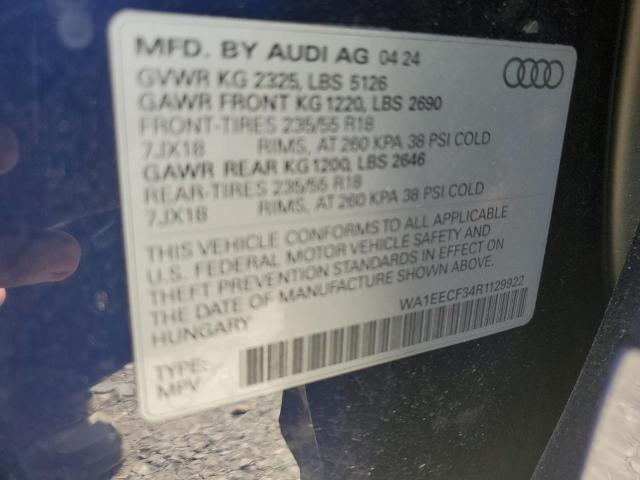 MFD. BY AUDI AG 04 24
GVWR KG 2325, LBS 5126
GAWR FRONT KG 1220, LBS 2690
FRONT-TIRES 235/55 R18
7JX18 RIMS, AT 260 KPA 38 PSI COLD
GAWR REAR KG 1200, LBS 2646
REAR-TIRES 235/55 R18
7JX18 RIMS, AT 260 KPA 38 PSI COLD
THIS VEHICLE CONFORMS TO ALL APPLICABLE
U.S. FEDERAL MOTOR VEHICLE SAFETY AND
THEFT PREVENTION STANDARDS IN EFFECT ON
THE DATE OF MANUFACTURE SHOWN ABOVE.
HUNGARY
WA1EECF34R1129922
TYPE:
MPV